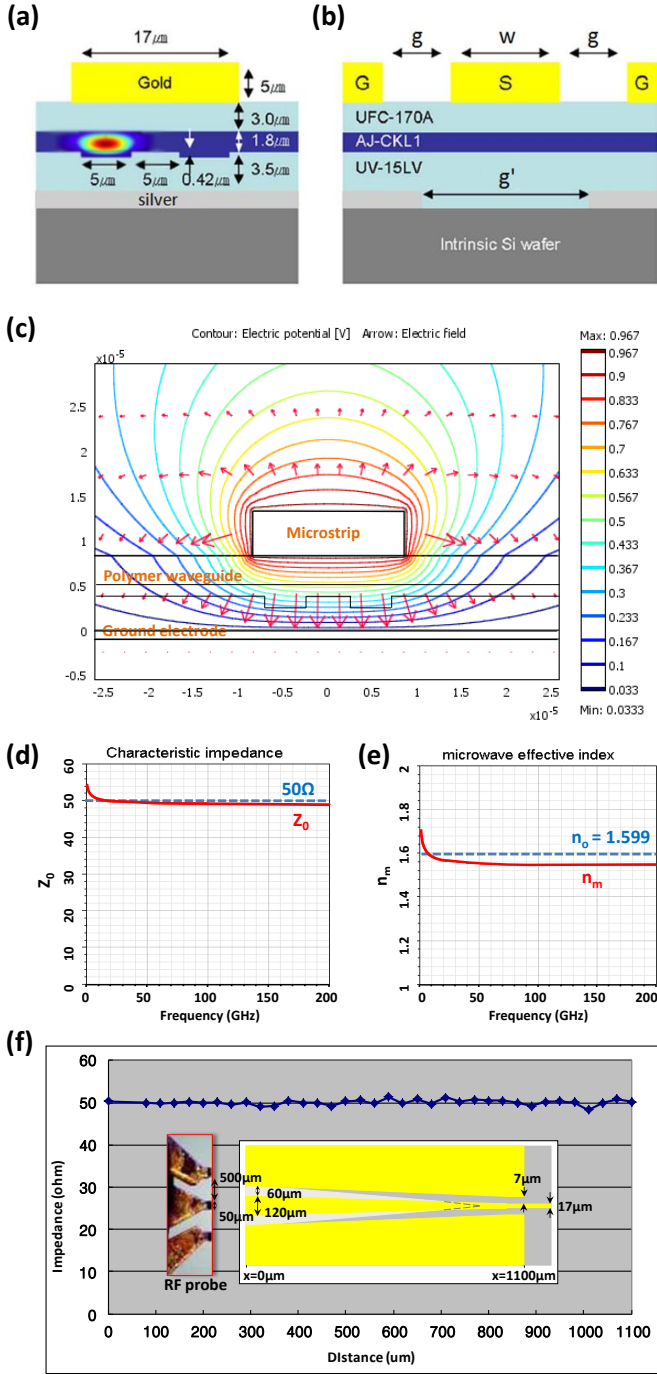 (a)
17㎛
Gold
5㎛
3.0㎛
1.8㎛
5㎛
5㎛
0.42㎛
3.5㎛
silver
(b)
g
w
g
G
S
G
UFC-170A
AJ-CKL1
UV-15LV
g'
Intrinsic Si wafer
(c)
Contour: Electric potential [V] Arrow: Electric field
Max: 0.967
x10⁻⁵
2.5
2
1.5
1
0.5
0
-0.5
Microstrip
Polymer waveguide
Ground electrode
-2.5
-2
-1.5
-1
-0.5
0
0.5
1
1.5
2
2.5
x10⁻⁵
0.967
0.9
0.833
0.767
0.7
0.633
0.567
0.5
0.433
0.367
0.3
0.233
0.167
0.1
0.033
Min: 0.0333
(d)
Characteristic impedance
60
50
40
30
20
10
0
Z₀
50Ω
Z₀
0
50
100
150
200
Frequency (GHz)
(e)
microwave effective index
2
1.8
1.6
1.4
1.2
1
nₘ
nₒ = 1.599
nₘ
0
50
100
150
200
Frequency (GHz)
(f)
60
50
40
30
20
10
0
Impedance (ohm)
500μm
50μm
RF probe
60μm
120μm
7μm
17μm
x=0μm
x=1100μm
0
100
200
300
400
500
600
700
800
900
1000
1100
DIstance (um)